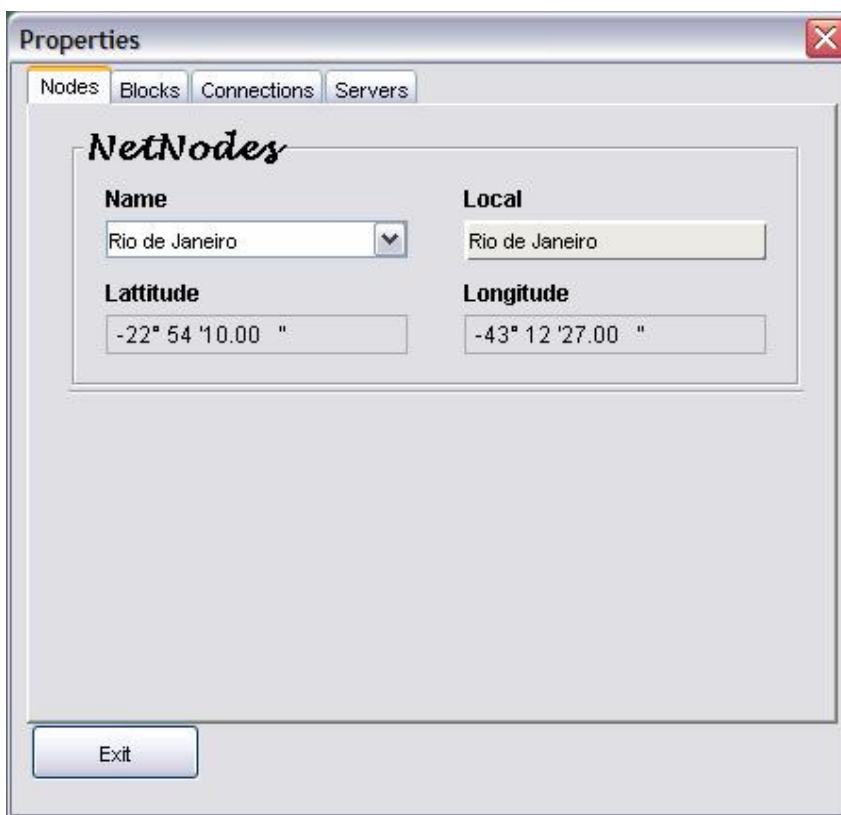 Properties
Nodes Blocks Connections Servers
NetNodes
Name Local
Rio de Janeiro Rio de Janeiro
Lattitude Longitude
-22° 54 '10.00 " -43° 12 '27.00 "
Exit